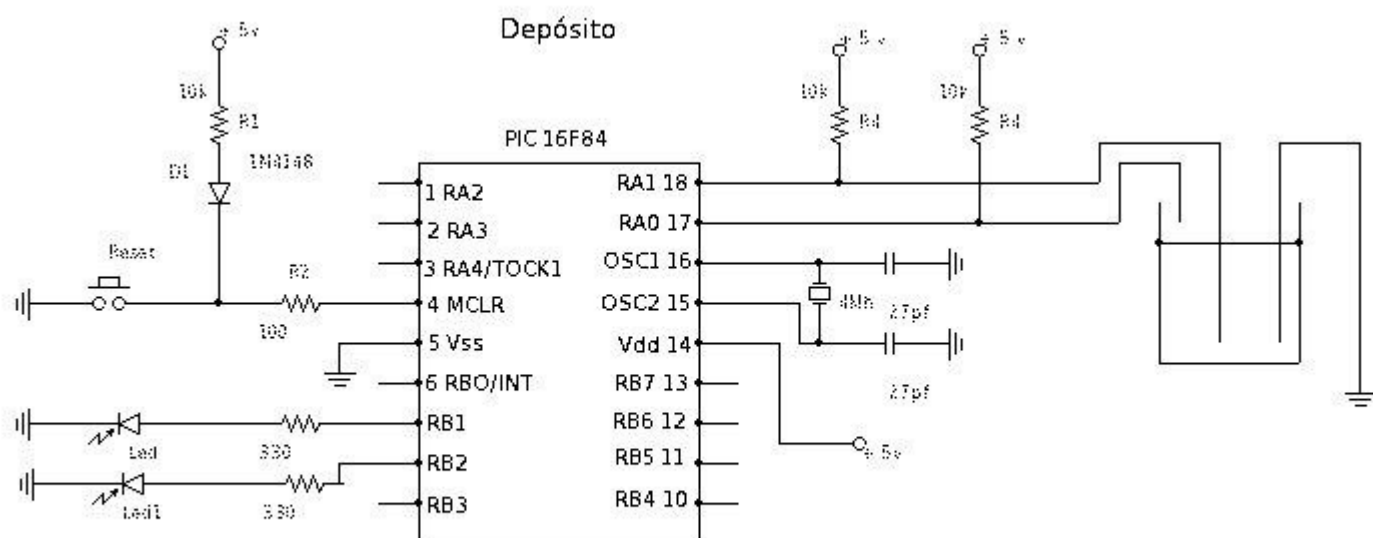 Depósito
+ 5v
10k
R1
1N4148
D1
Reset
R2
100
PIC 16F84
1 RA2
2 RA3
3 RA4/TOCK1
4 MCLR
5 Vss
6 RBO/INT
RB1
RB2
RB3
RA1 18
RA0 17
OSC1 16
OSC2 15
Vdd 14
RB7 13
RB6 12
RB5 11
RB4 10
Led
330
Led1
330
+ 5 v
10k
R4
+ 5 v
10k
R4
4Mh
27pf
27pf
+ 5v